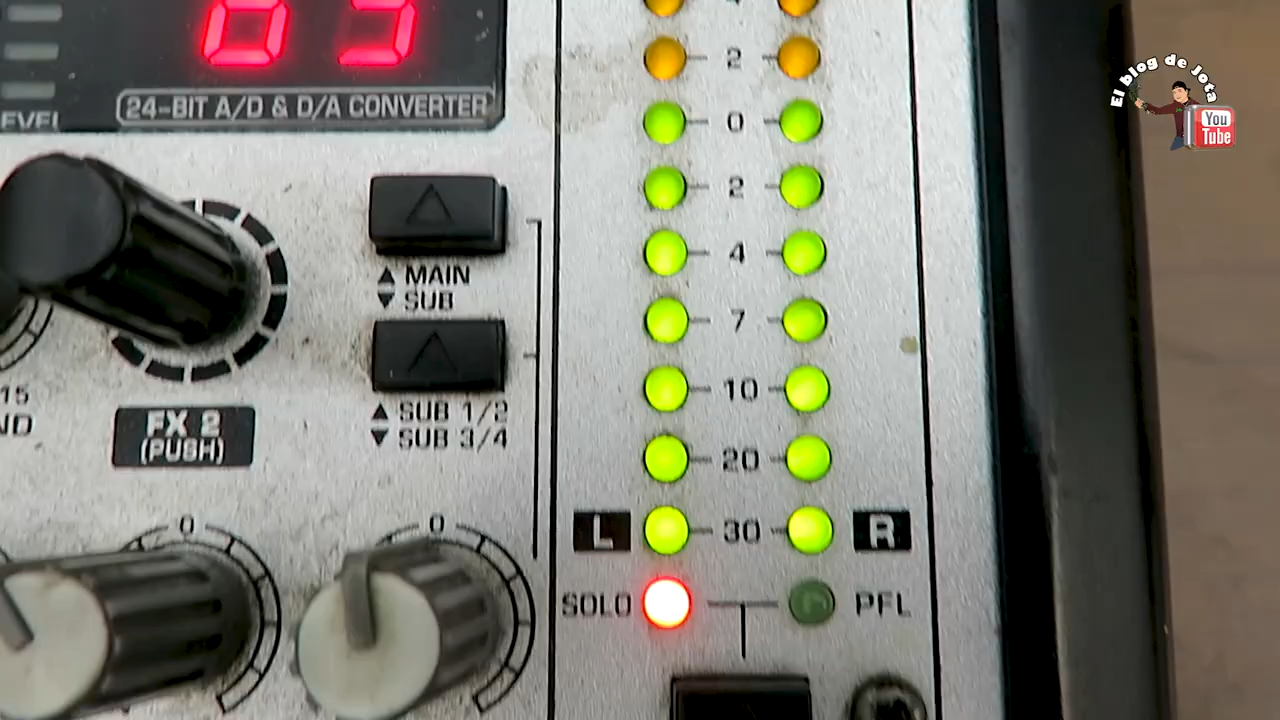 24-BIT A/D & D/A CONVERTER
El blog de Jota
You
Tube
MAIN
SUB
SUB 1/2
SUB 3/4
15
FX 2
(PUSH)
0
0
2
0
2
4
7
10
20
30
L
R
SOLO
PFL